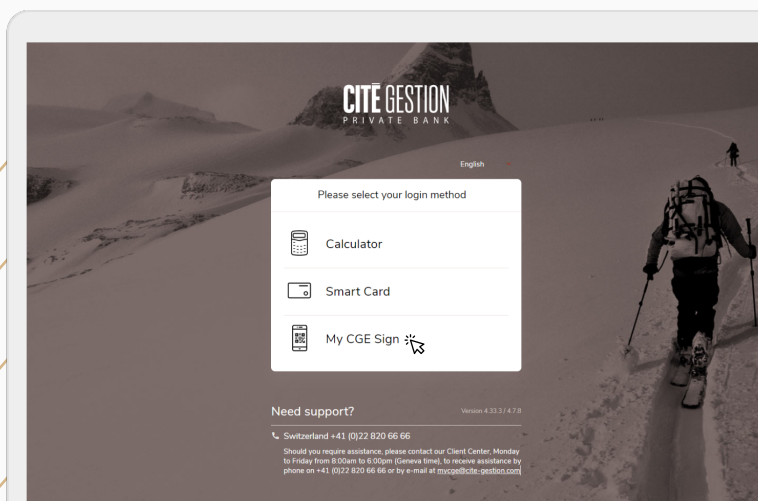 CITĒ GESTION
PRIVATE BANK
English
Please select your login method
Calculator
Smart Card
My CGE Sign
Need support?
Version 4.33.3 / 4.7.8
Switzerland +41 (0)22 820 66 66
Should you require assistance, please contact our Client Center, Monday
to Friday from 8:00am to 6:00pm (Geneva time), to receive assistance by
phone on +41 (0)22 820 66 66 or by e-mail at mycge@cite-gestion.com